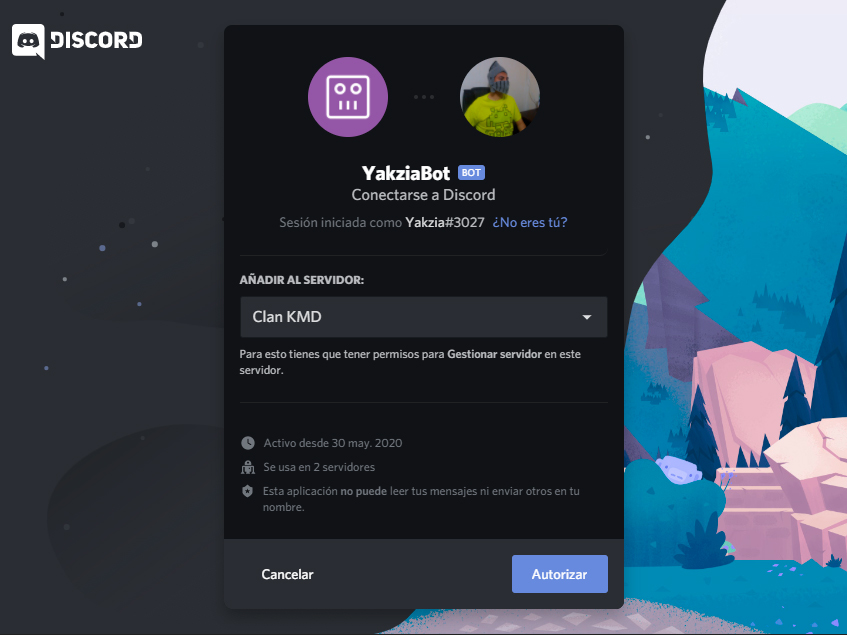 DISCORD
YakziaBot BOT
Conectarse a Discord
Sesión iniciada como Yakzia#3027 ¿No eres tú?
AÑADIR AL SERVIDOR:
Clan KMD
Para esto tienes que tener permisos para Gestionar servidor en este
servidor.
Activo desde 30 may. 2020
Se usa en 2 servidores
Esta aplicación no puede leer tus mensajes ni enviar otros en tu
nombre.
Cancelar
Autorizar